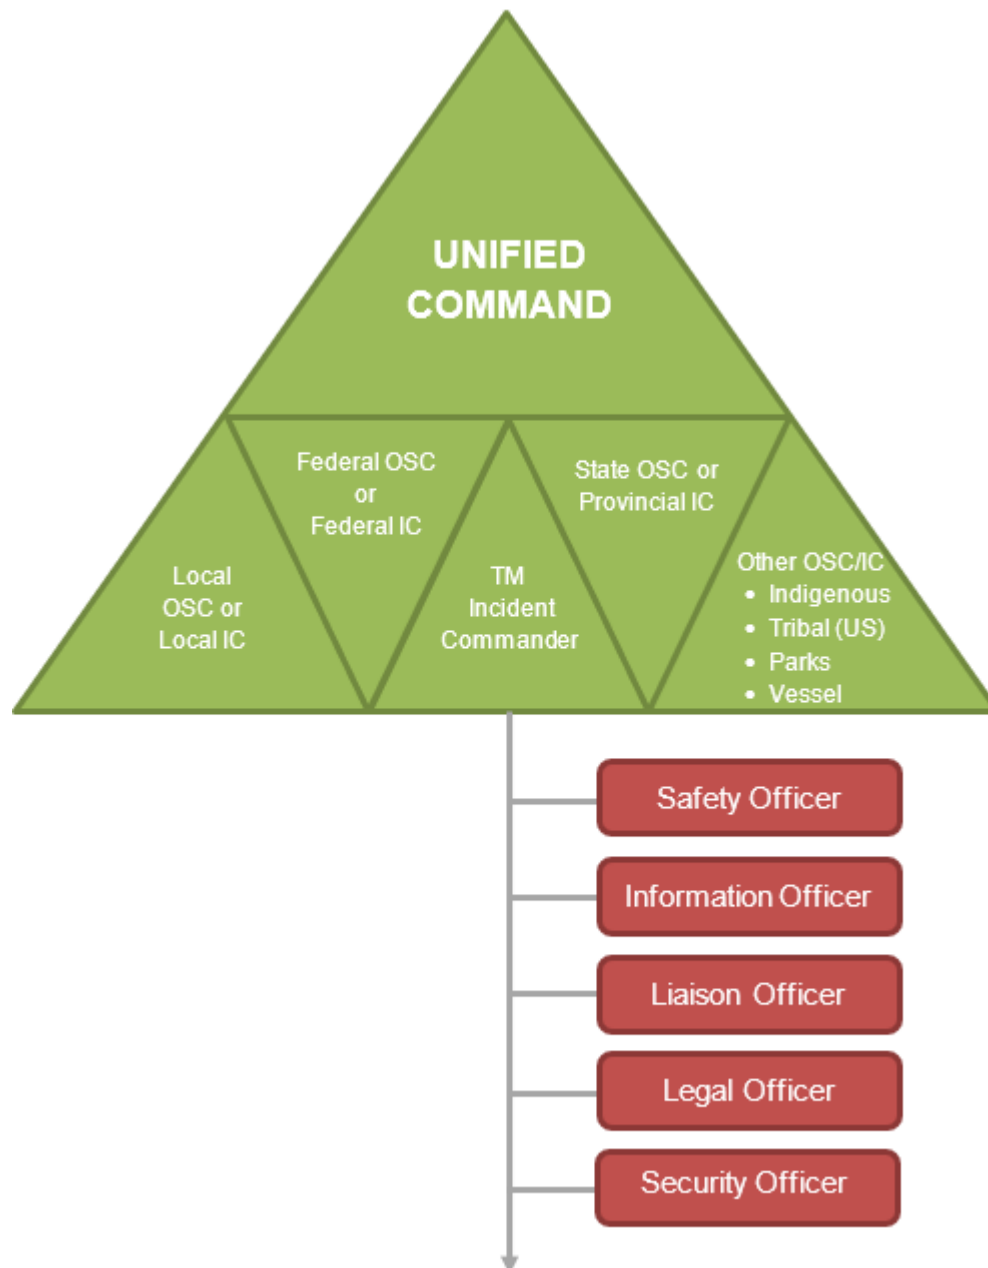 UNIFIED
COMMAND
Local
OSC or
Local IC
Federal OSC
or
Federal IC
TM
Incident
Commander
State OSC or
Provincial IC
Other OSC/IC
• Indigenous
• Tribal (US)
• Parks
• Vessel
Safety Officer
Information Officer
Liaison Officer
Legal Officer
Security Officer